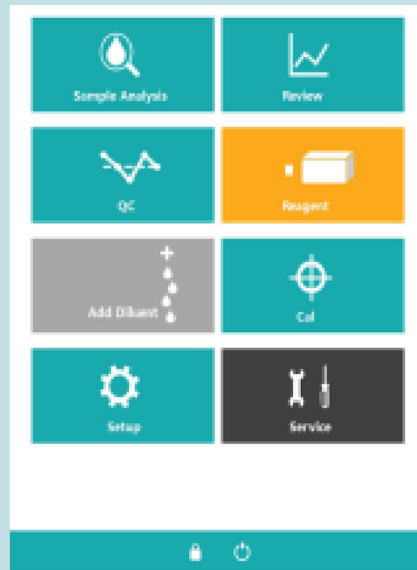 Sample Analysis
Review
QC
Reagent
Add Diluent
Cal
Setup
Service